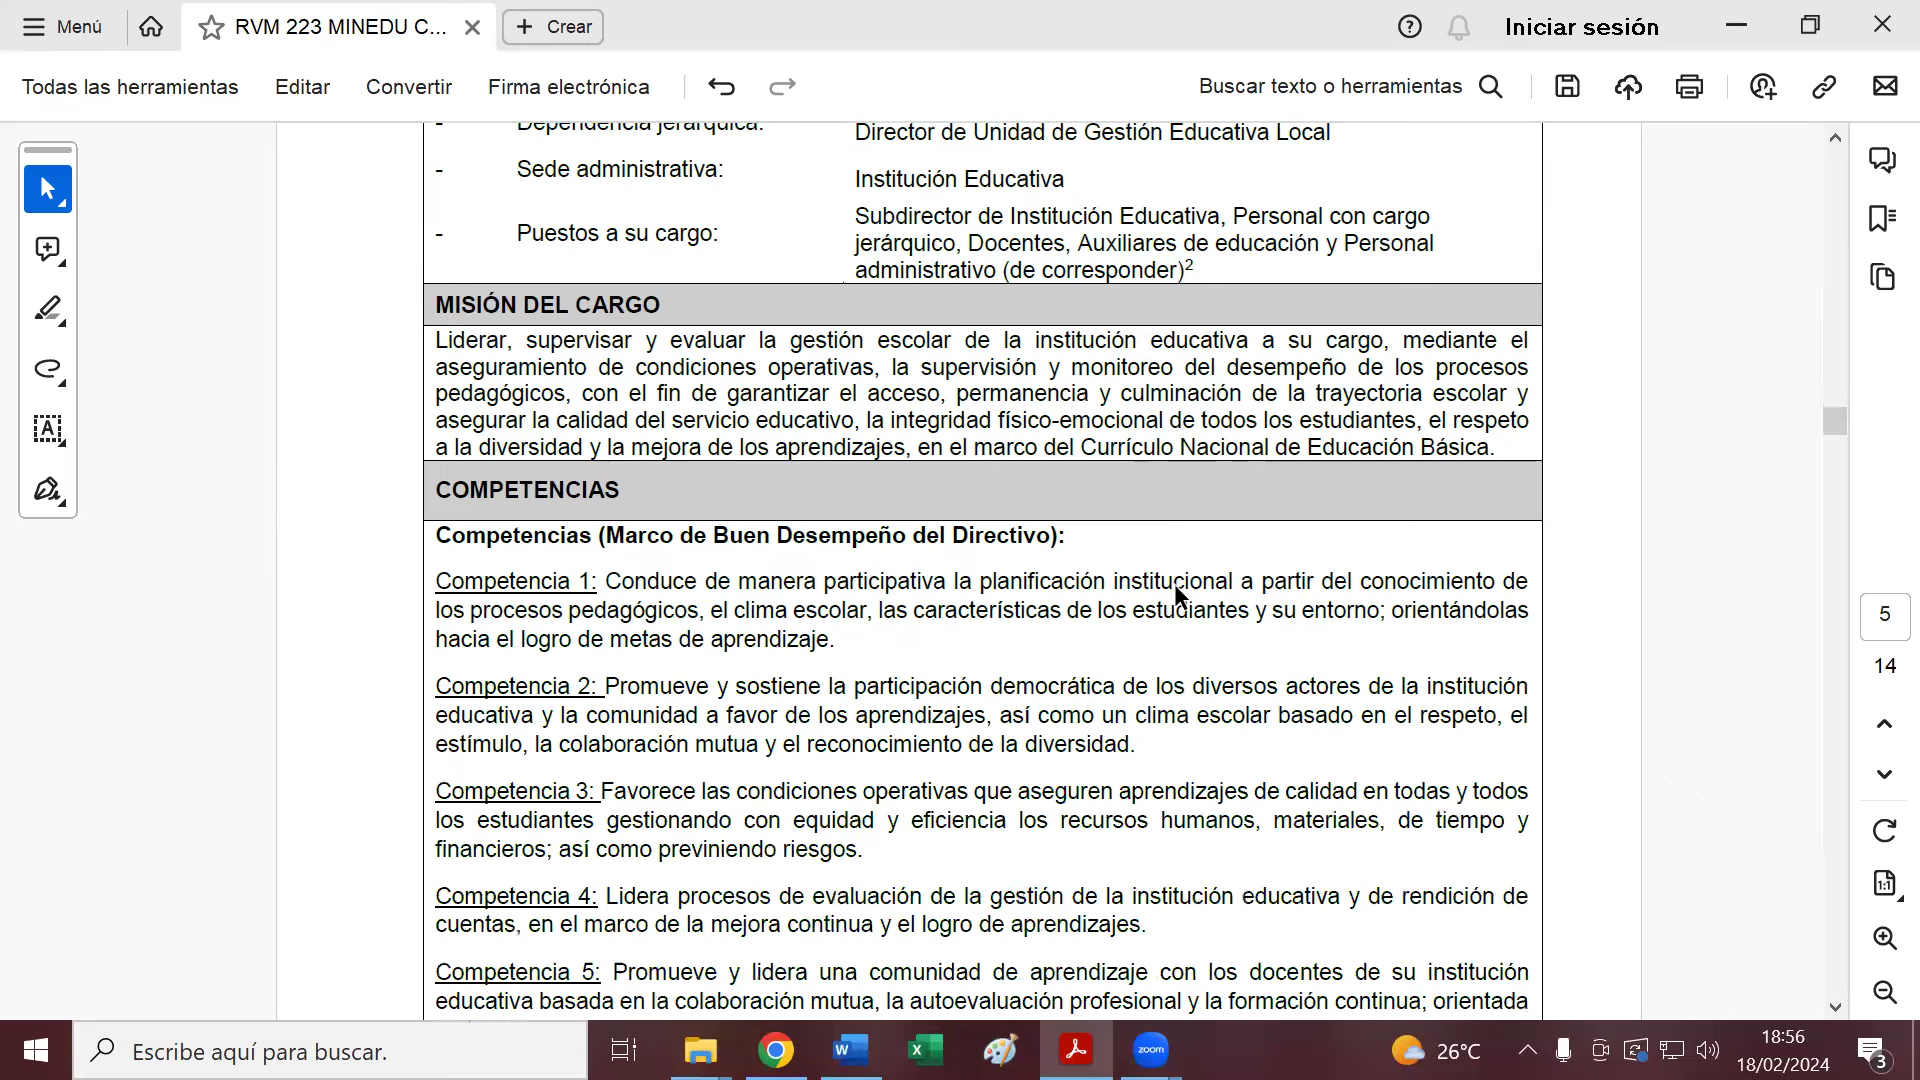 Menú
RVM 223 MINEDU C...
Crear
Iniciar sesión
Todas las herramientas
Editar
Convertir
Firma electrónica
Buscar texto o herramientas
- Dependencia jerárquica:
Director de Unidad de Gestión Educativa Local
- Sede administrativa:
Institución Educativa
- Puestos a su cargo:
Subdirector de Institución Educativa, Personal con cargo
jerárquico, Docentes, Auxiliares de educación y Personal
administrativo (de corresponder)2
MISIÓN DEL CARGO
Liderar, supervisar y evaluar la gestión escolar de la institución educativa a su cargo, mediante el
aseguramiento de condiciones operativas, la supervisión y monitoreo del desempeño de los procesos
pedagógicos, con el fin de garantizar el acceso, permanencia y culminación de la trayectoria escolar y
asegurar la calidad del servicio educativo, la integridad físico-emocional de todos los estudiantes, el respeto
a la diversidad y la mejora de los aprendizajes, en el marco del Currículo Nacional de Educación Básica.
COMPETENCIAS
Competencias (Marco de Buen Desempeño del Directivo):
Competencia 1: Conduce de manera participativa la planificación institucional a partir del conocimiento de
los procesos pedagógicos, el clima escolar, las características de los estudiantes y su entorno; orientándolas
hacia el logro de metas de aprendizaje.
Competencia 2: Promueve y sostiene la participación democrática de los diversos actores de la institución
educativa y la comunidad a favor de los aprendizajes, así como un clima escolar basado en el respeto, el
estímulo, la colaboración mutua y el reconocimiento de la diversidad.
Competencia 3: Favorece las condiciones operativas que aseguren aprendizajes de calidad en todas y todos
los estudiantes gestionando con equidad y eficiencia los recursos humanos, materiales, de tiempo y
financieros; así como previniendo riesgos.
Competencia 4: Lidera procesos de evaluación de la gestión de la institución educativa y de rendición de
cuentas, en el marco de la mejora continua y el logro de aprendizajes.
Competencia 5: Promueve y lidera una comunidad de aprendizaje con los docentes de su institución
educativa basada en la colaboración mutua, la autoevaluación profesional y la formación continua; orientada
5
14
1:1
Escribe aquí para buscar.
zoom
26°C
18:56
18/02/2024
3